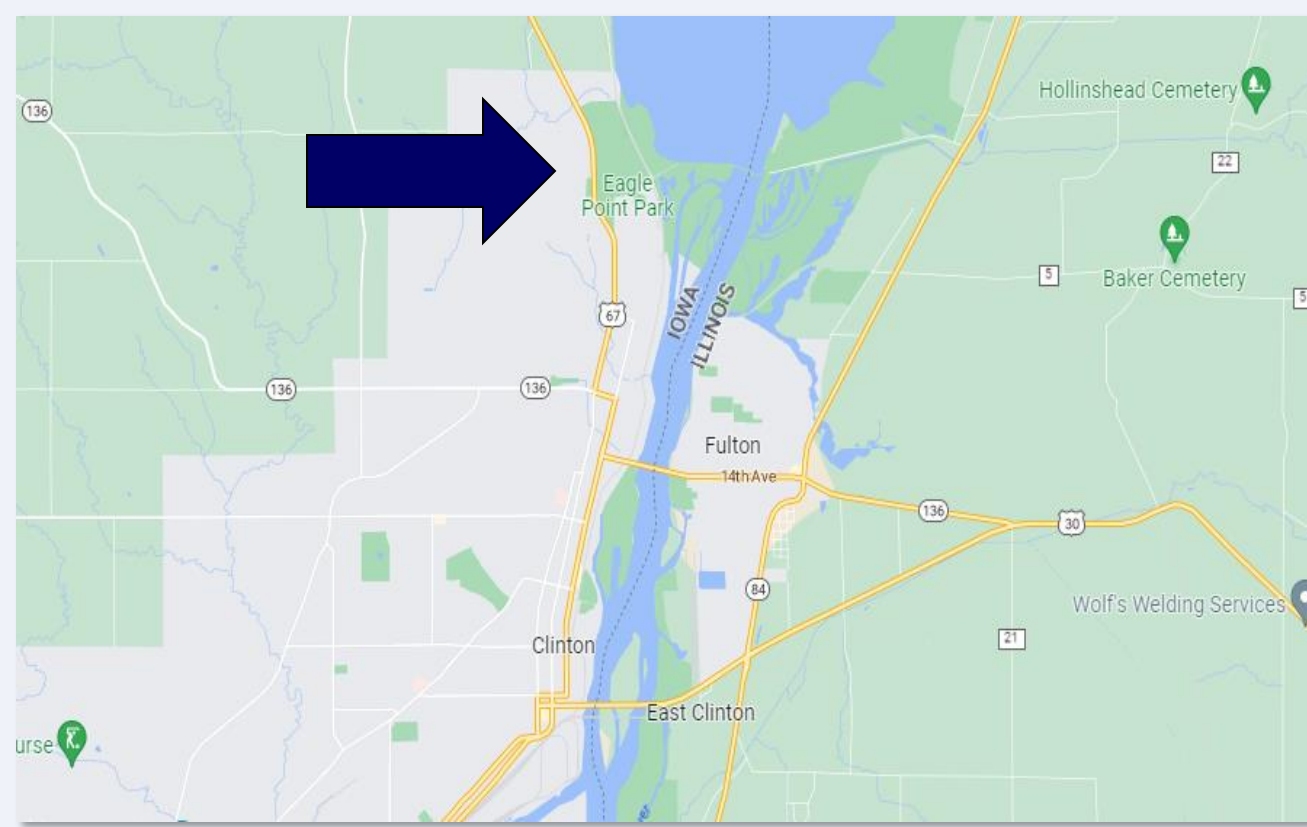 136
Hollinshead Cemetery
22
Eagle
Point Park
5
Baker Cemetery
5
IOWA
ILLINOIS
67
136
136
Fulton
14th Ave
136
30
84
Wolf's Welding Services
21
Clinton
East Clinton
urse